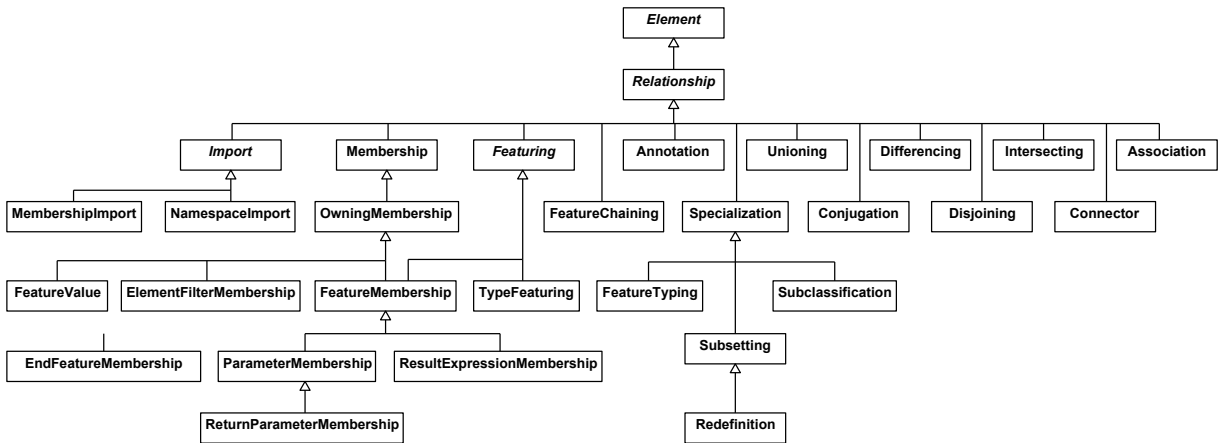 Element
Relationship
Import
Membership
Featuring
Annotation
Unioning
Differencing
Intersecting
Association
MembershipImport
NamespaceImport
OwningMembership
FeatureChaining
Specialization
Conjugation
Disjoining
Connector
FeatureValue
ElementFilterMembership
FeatureMembership
TypeFeaturing
FeatureTyping
Subclassification
EndFeatureMembership
ParameterMembership
ResultExpressionMembership
Subsetting
ReturnParameterMembership
Redefinition